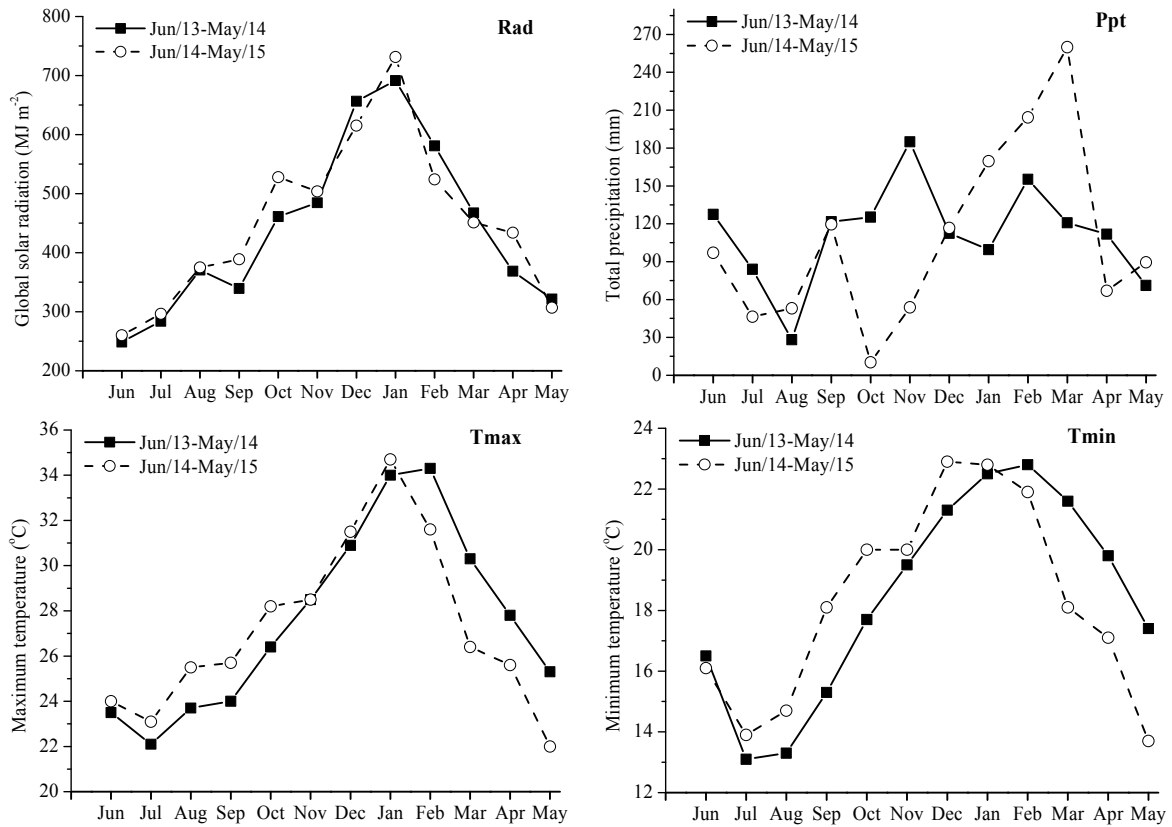 Rad
Jun/13-May/14
Jun/14-May/15
Global solar radiation (MJ m-2)
800
700
600
500
400
300
200
Jun Jul Aug Sep Oct Nov Dec Jan Feb Mar Apr May
Ppt
Jun/13-May/14
Jun/14-May/15
Total precipitation (mm)
270
240
210
180
150
120
90
60
30
0
Jun Jul Aug Sep Oct Nov Dec Jan Feb Mar Apr May
Tmax
Jun/13-May/14
Jun/14-May/15
Maximum temperature (°C)
36
34
32
30
28
26
24
22
20
Jun Jul Aug Sep Oct Nov Dec Jan Feb Mar Apr May
Tmin
Jun/13-May/14
Jun/14-May/15
Minimum temperature (°C)
24
22
20
18
16
14
12
Jun Jul Aug Sep Oct Nov Dec Jan Feb Mar Apr May